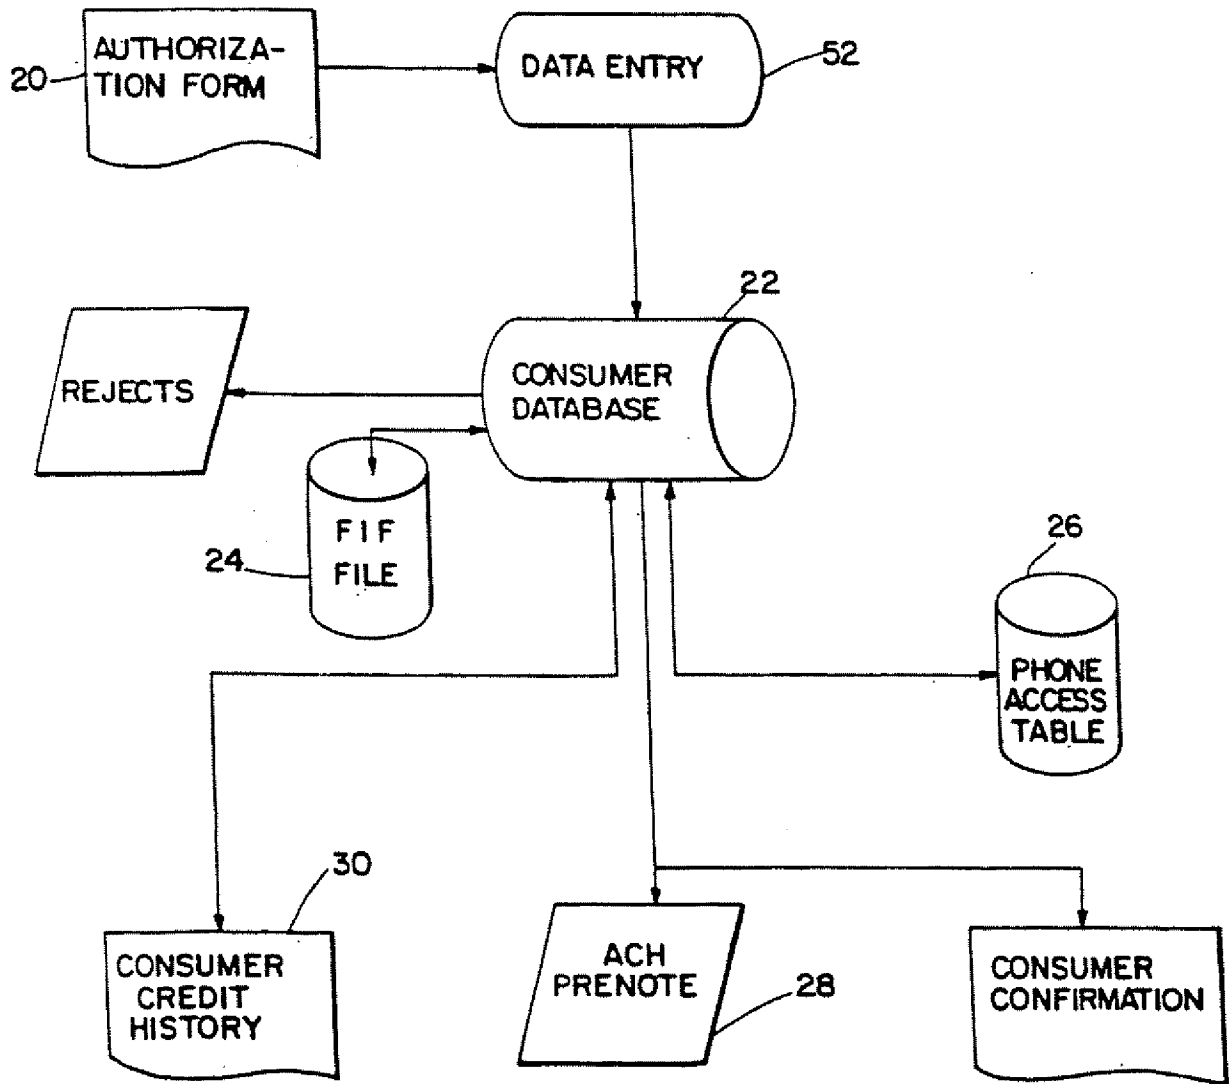 20
AUTHORIZA-
TION FORM
DATA ENTRY
52
22
REJECTS
CONSUMER
DATABASE
24
FIF
FILE
26
PHONE
ACCESS
TABLE
30
CONSUMER
CREDIT
HISTORY
ACH
PRENOTE
28
CONSUMER
CONFIRMATION